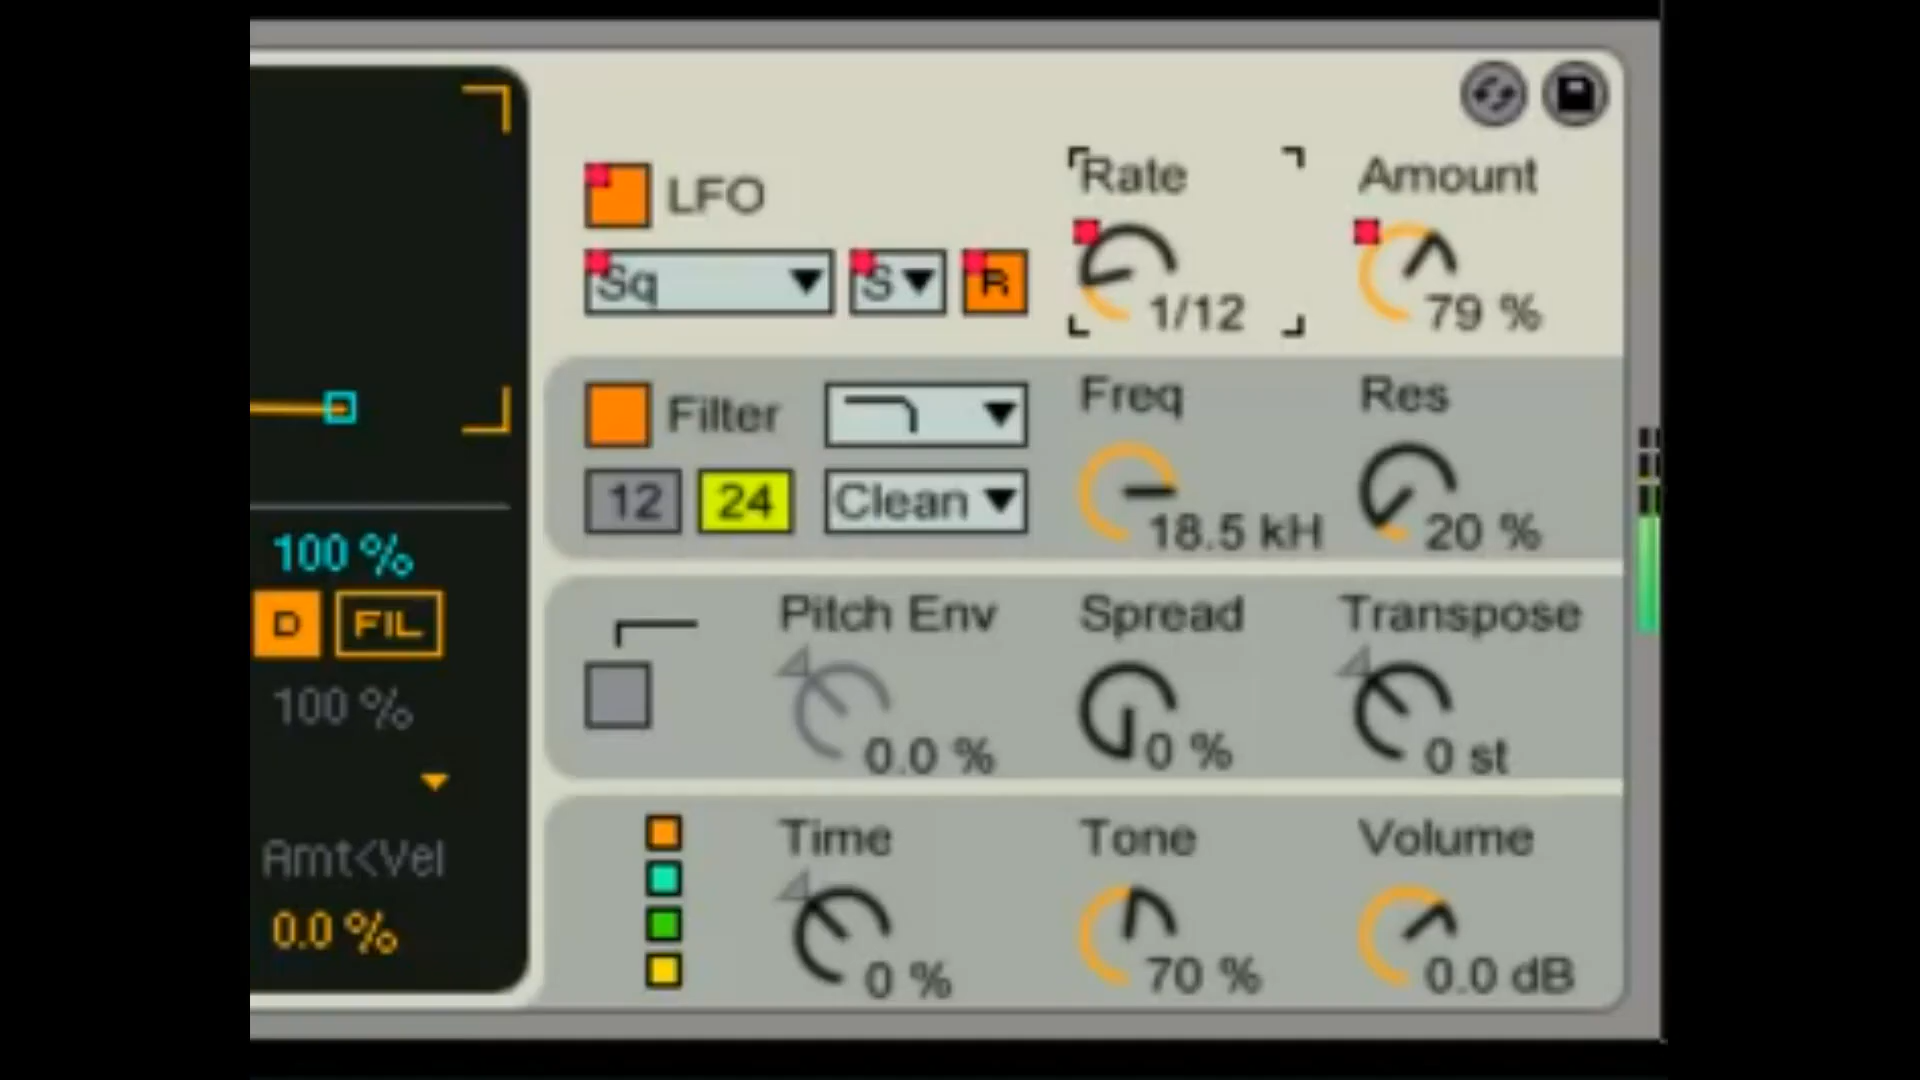 LFO
Rate
Amount
Sq
S
R
1/12
79 %
Filter
Freq
Res
12
24
Clean
18.5 kH
20 %
100 %
D
FIL
Pitch Env
Spread
Transpose
100 %
0.0 %
0 %
0 st
Amt<Vel
Time
Tone
Volume
0.0 %
0 %
70 %
0.0 dB